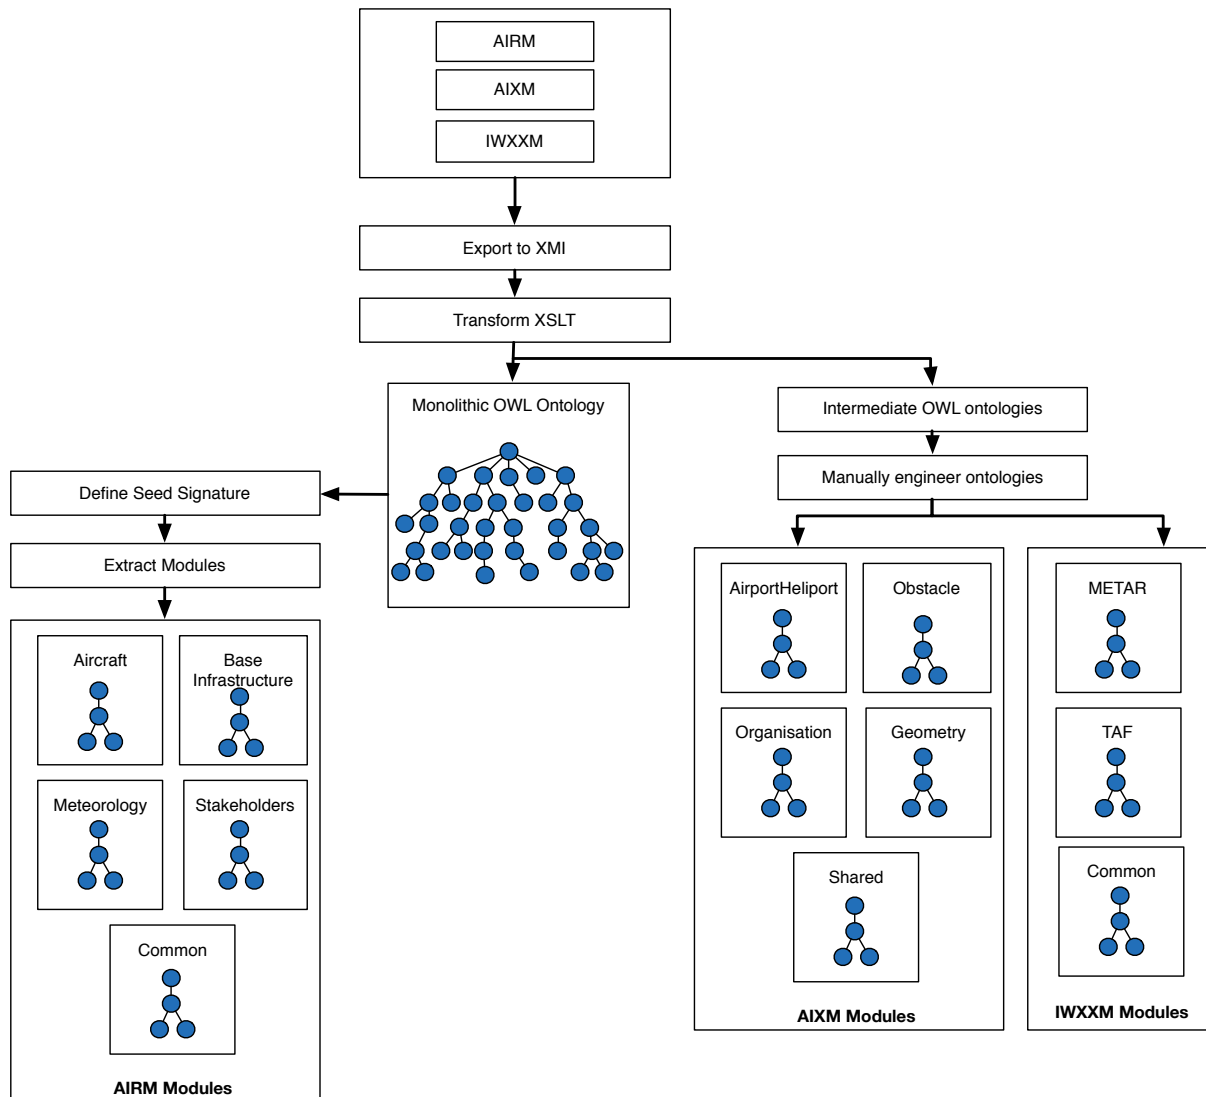 AIRM
AIXM
IWXXM
Export to XMI
Transform XSLT
Monolithic OWL Ontology
Intermediate OWL ontologies
Manually engineer ontologies
Define Seed Signature
Extract Modules
Aircraft
Base
Infrastructure
Meteorology
Stakeholders
Common
AIRM Modules
AirportHeliport
Obstacle
Organisation
Geometry
Shared
AIXM Modules
METAR
TAF
Common
IWXXM Modules